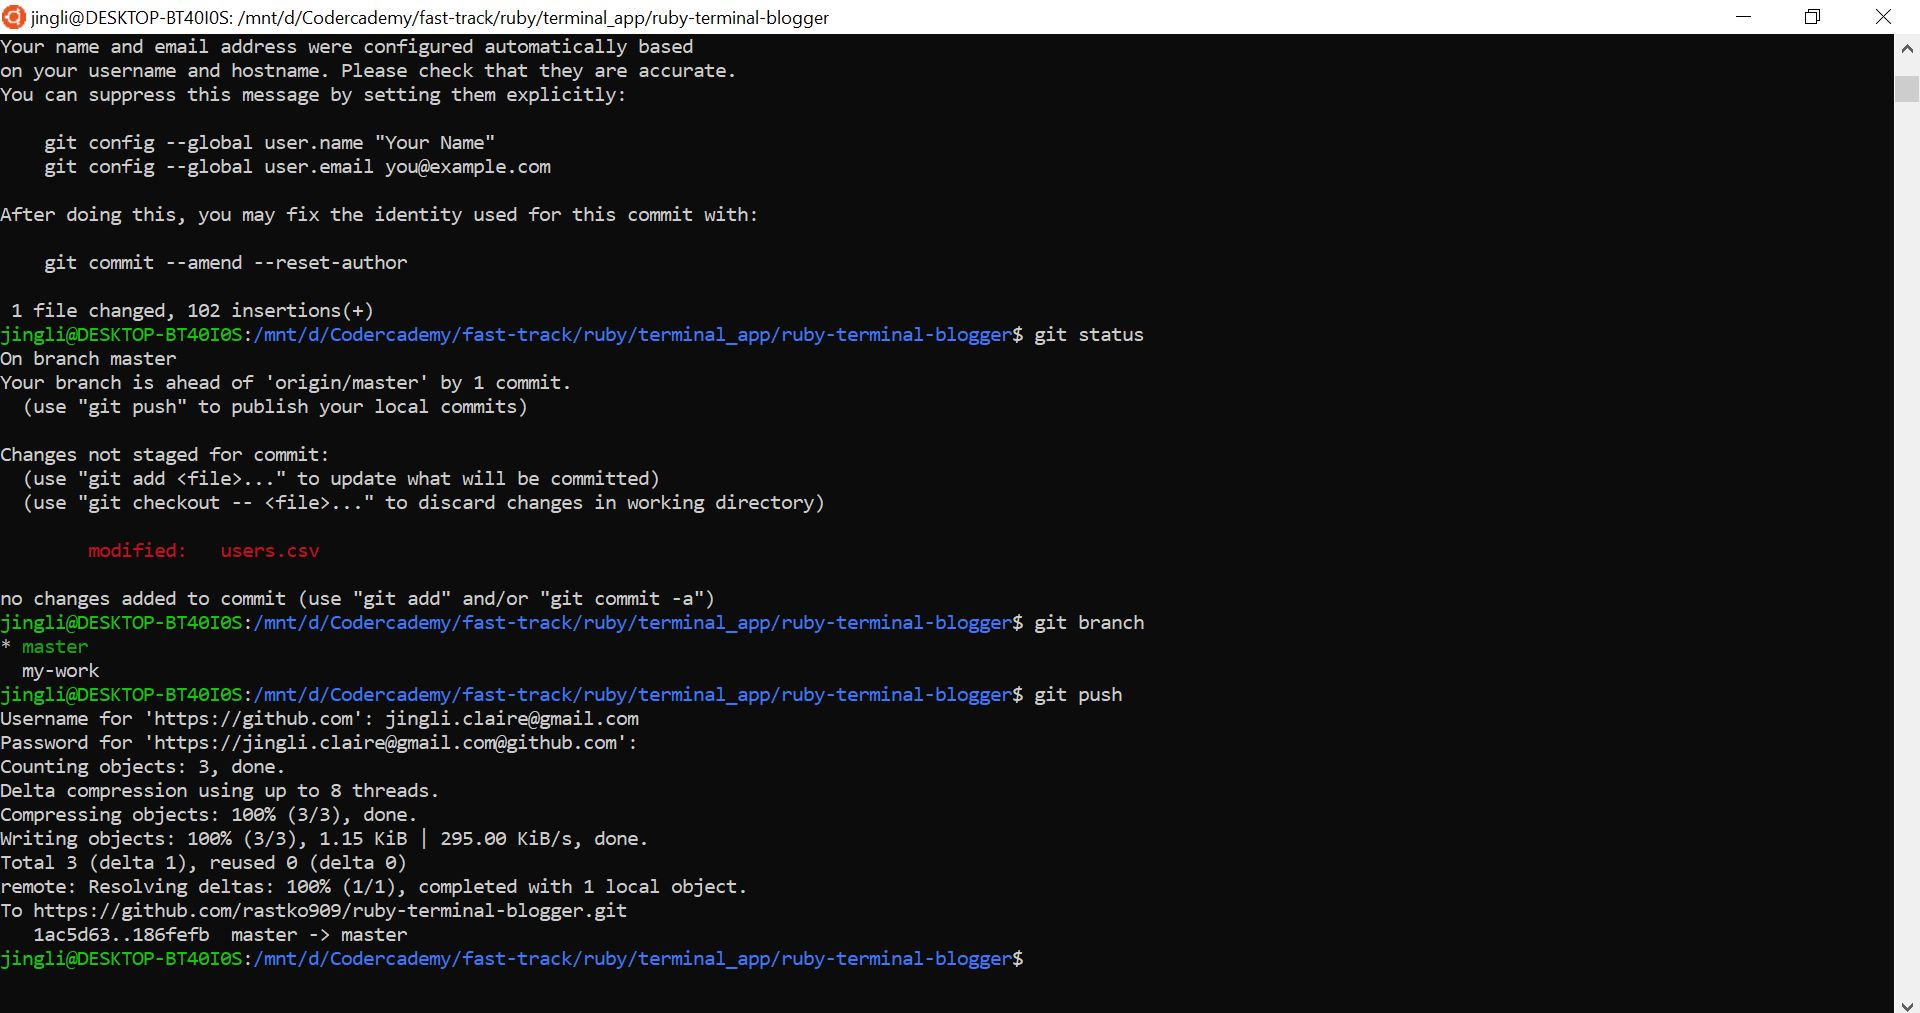 jingli@DESKTOP-BT40I0S: /mnt/d/Codercademy/fast-track/ruby/terminal_app/ruby-terminal-blogger
Your name and email address were configured automatically based
on your username and hostname. Please check that they are accurate.
You can suppress this message by setting them explicitly:
git config --global user.name "Your Name"
git config --global user.email you@example.com
After doing this, you may fix the identity used for this commit with:
git commit --amend --reset-author
1 file changed, 102 insertions(+)
jingli@DESKTOP-BT40I0S:/mnt/d/Codercademy/fast-track/ruby/terminal_app/ruby-terminal-blogger$ git status
On branch master
Your branch is ahead of 'origin/master' by 1 commit.
(use "git push" to publish your local commits)
Changes not staged for commit:
(use "git add <file>..." to update what will be committed)
(use "git checkout -- <file>..." to discard changes in working directory)
modified:   users.csv
no changes added to commit (use "git add" and/or "git commit -a")
jingli@DESKTOP-BT40I0S:/mnt/d/Codercademy/fast-track/ruby/terminal_app/ruby-terminal-blogger$ git branch
* master
my-work
jingli@DESKTOP-BT40I0S:/mnt/d/Codercademy/fast-track/ruby/terminal_app/ruby-terminal-blogger$ git push
Username for 'https://github.com': jingli.claire@gmail.com
Password for 'https://jingli.claire@gmail.com@github.com':
Counting objects: 3, done.
Delta compression using up to 8 threads.
Compressing objects: 100% (3/3), done.
Writing objects: 100% (3/3), 1.15 KiB | 295.00 KiB/s, done.
Total 3 (delta 1), reused 0 (delta 0)
remote: Resolving deltas: 100% (1/1), completed with 1 local object.
To https://github.com/rastko909/ruby-terminal-blogger.git
1ac5d63..186fefb  master -> master
jingli@DESKTOP-BT40I0S:/mnt/d/Codercademy/fast-track/ruby/terminal_app/ruby-terminal-blogger$